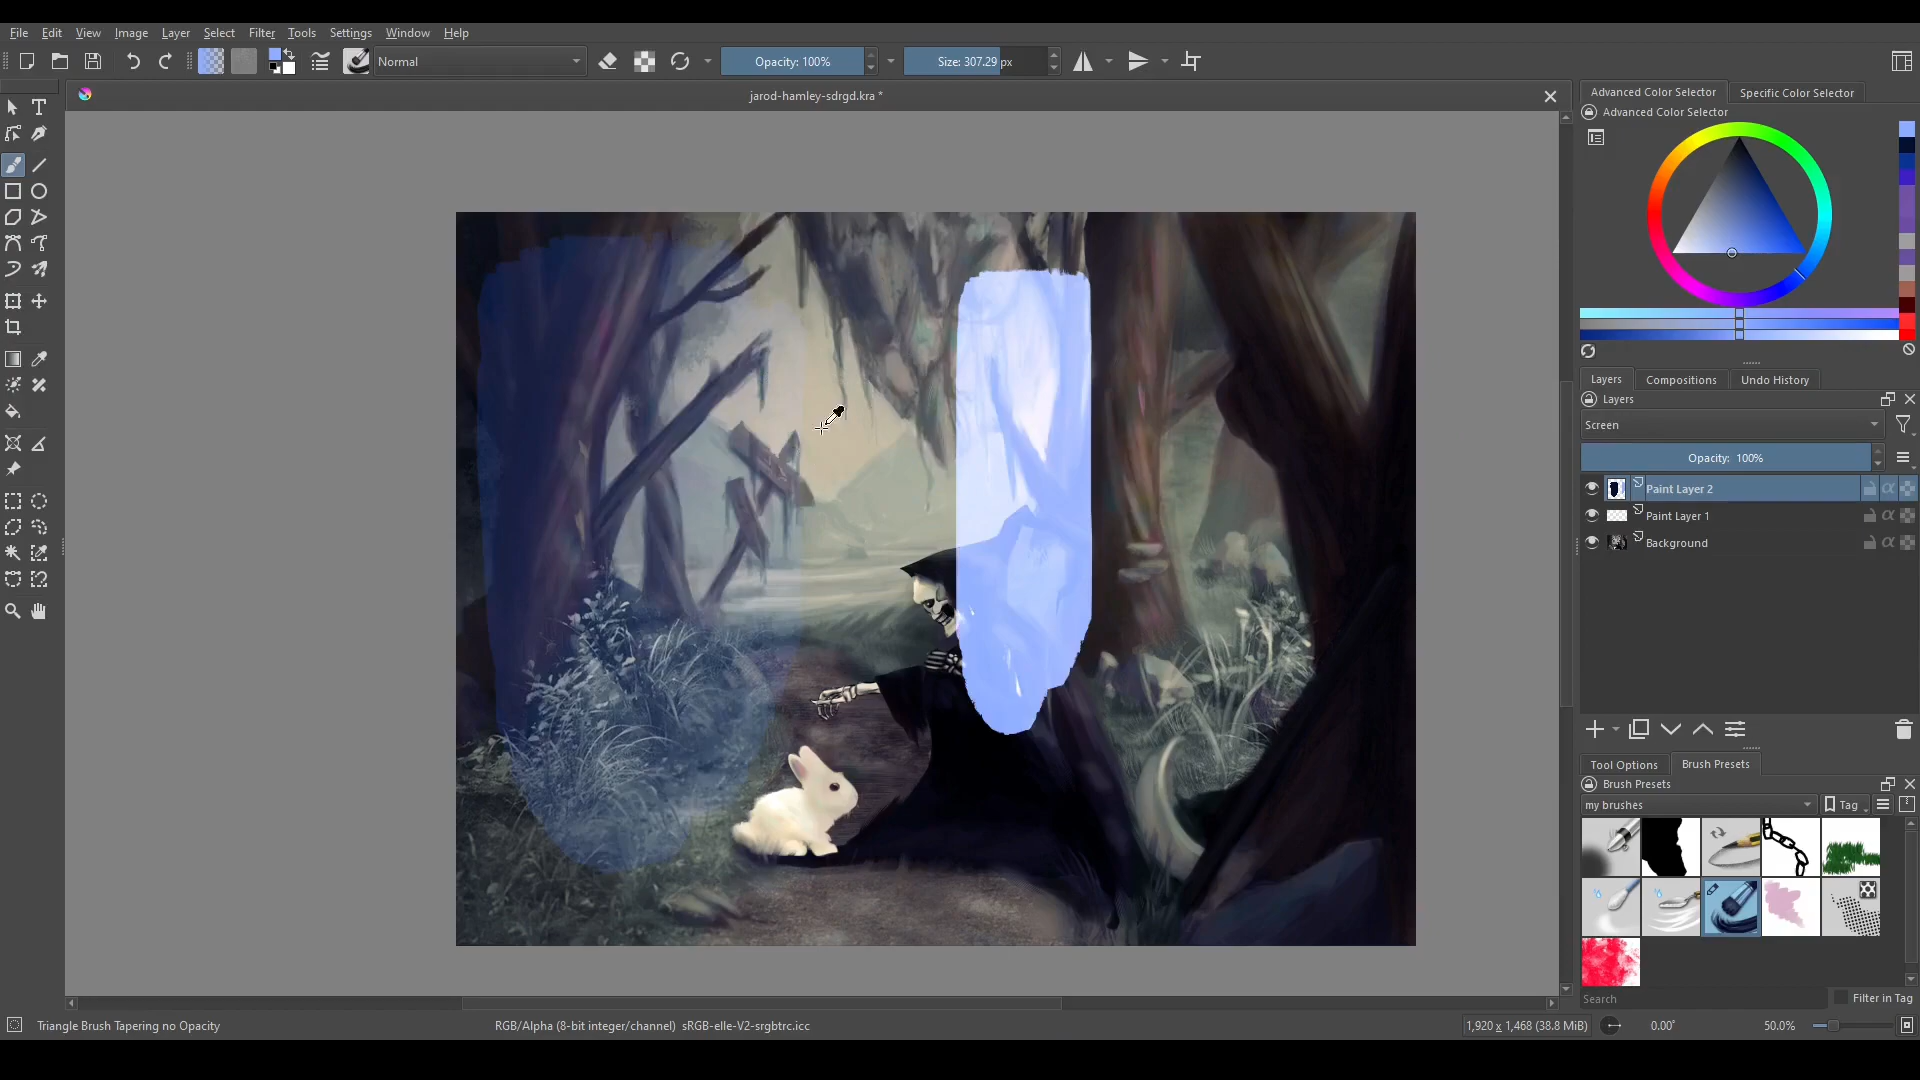 File Edit View Image Layer Select Filter Tools Settings Window Help
Normal Opacity: 100% Size: 307.29 px
jarod-hamley-sdrgd.kra *
Advanced Color Selector Specific Color Selector
Advanced Color Selector
Layers Compositions Undo History
Layers
Screen
Opacity: 100%
Paint Layer 2
Paint Layer 1
Background
Tool Options Brush Presets
Brush Presets
my brushes Tag
Search Filter in Tag
Triangle Brush Tapering no Opacity RGB/Alpha (8-bit integer/channel) sRGB-elle-V2-srgbtrc.icc 1,920 x 1,468 (38.8 MiB) 0.00° 50.0%